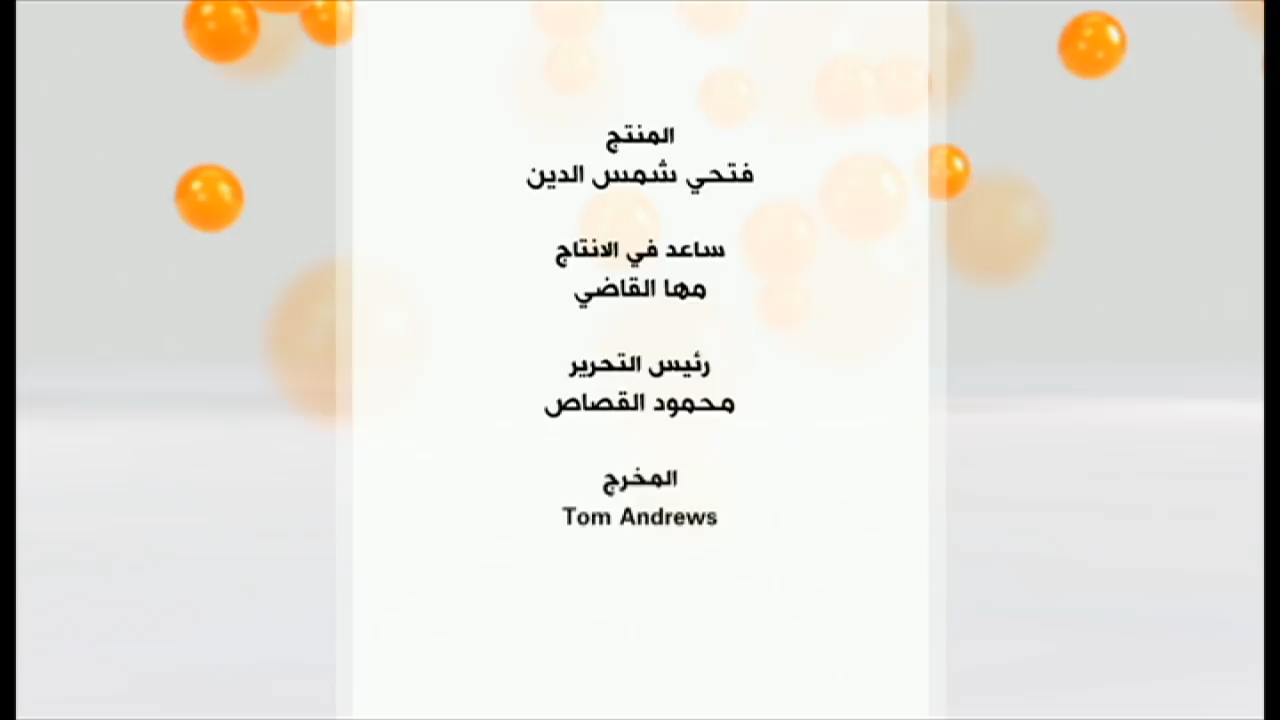 المنتج
فتحي شمس الدين
ساعد في الانتاج
مها القاضي
رئيس التحرير
محمود القصاص
المخرج
Tom Andrews